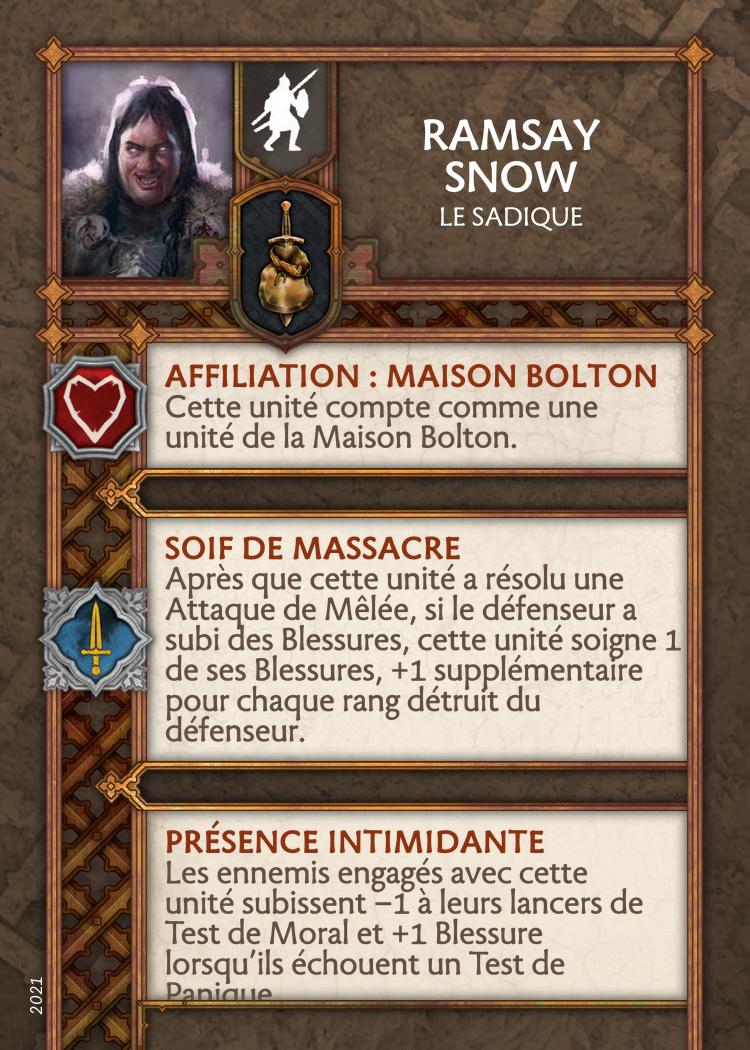 RAMSAY
SNOW
LE SADIQUE
AFFILIATION : MAISON BOLTON
Cette unité compte comme une
unité de la Maison Bolton.
SOIF DE MASSACRE
Après que cette unité a résolu une
Attaque de Mêlée, si le défenseur a
subi des Blessures, cette unité soigne 1
de ses Blessures, +1 supplémentaire
pour chaque rang détruit du
défenseur.
PRÉSENCE INTIMIDANTE
Les ennemis engagés avec cette
unité subissent –1 à leurs lancers de
Test de Moral et +1 Blessure
lorsqu’ils échouent un Test de
Panique
2021